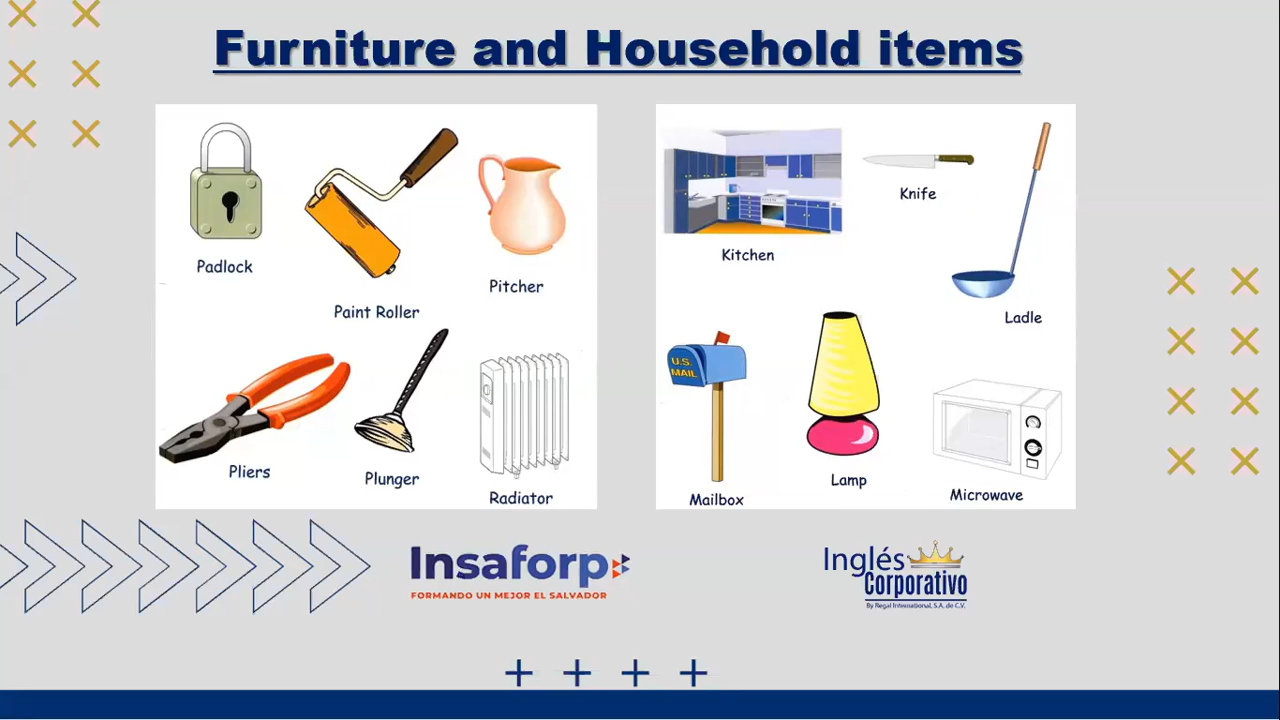 Furniture and Household items
Padlock
Paint Roller
Pitcher
Pliers
Plunger
Radiator
Kitchen
Knife
Ladle
U.S.
MAIL
Mailbox
Lamp
Microwave
Insaforp
FORMANDO UN MEJOR EL SALVADOR
Inglés
Corporativo
By Regal International, S.A. de C.V.